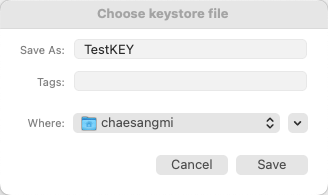 Choose keystore file
Save As: TestKEY
Tags:
Where: chaesangmi
Cancel Save